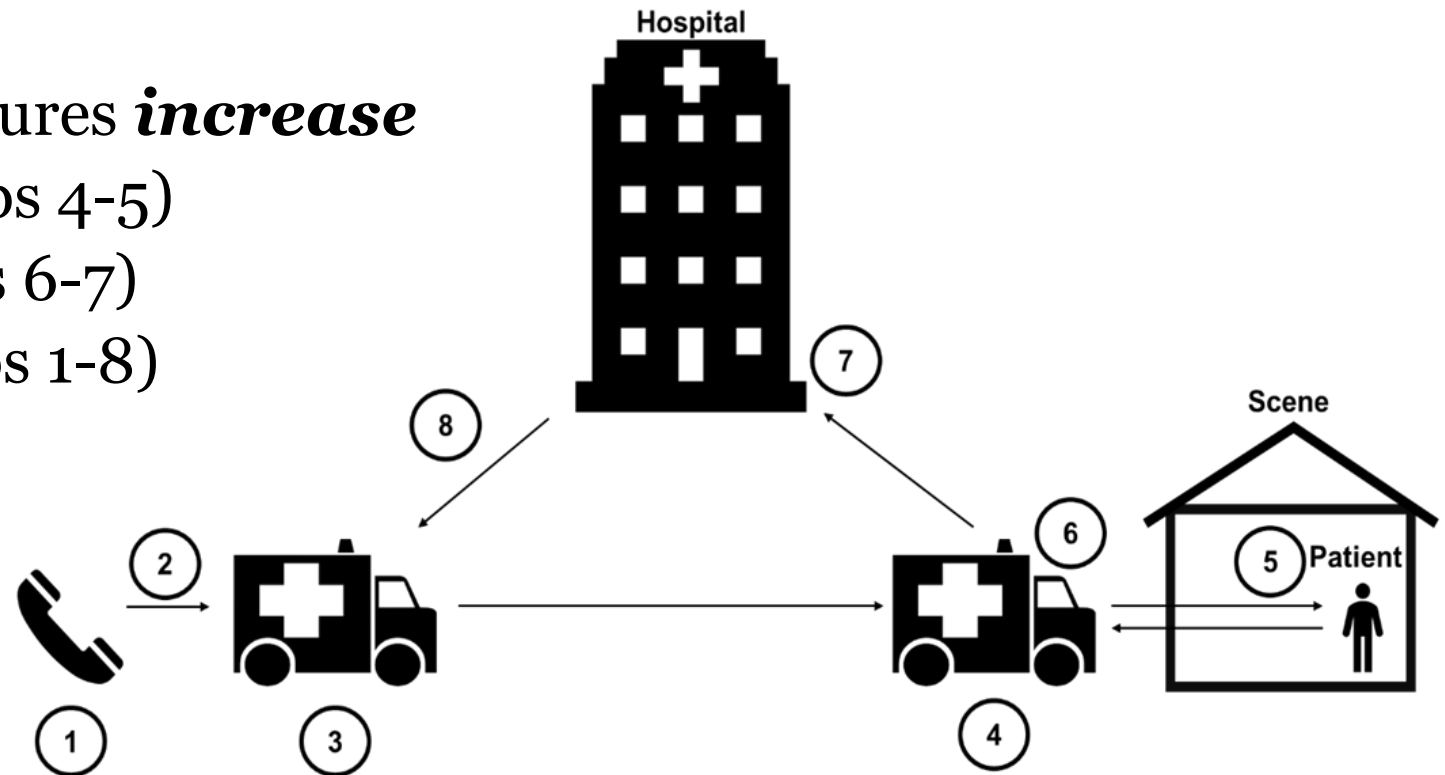 Hospital
ures increase
os 4-5)
s 6-7)
os 1-8)
7
8
Scene
6
2
5 Patient
1
3
4